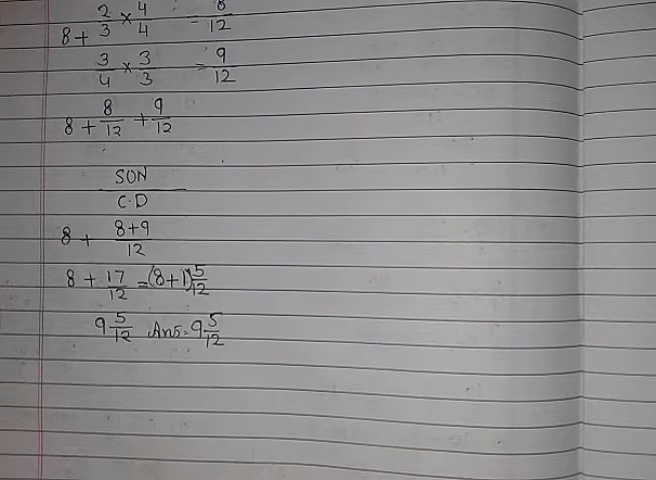 8 + 2/3 × 4/4 = 8/12
3/4 × 3/3 = 9/12
8 + 8/12 + 9/12
SON
C.D
8 + 8+9/12
8 + 17/12 = (8+1) 5/12
9 5/12 Ans = 9 5/12